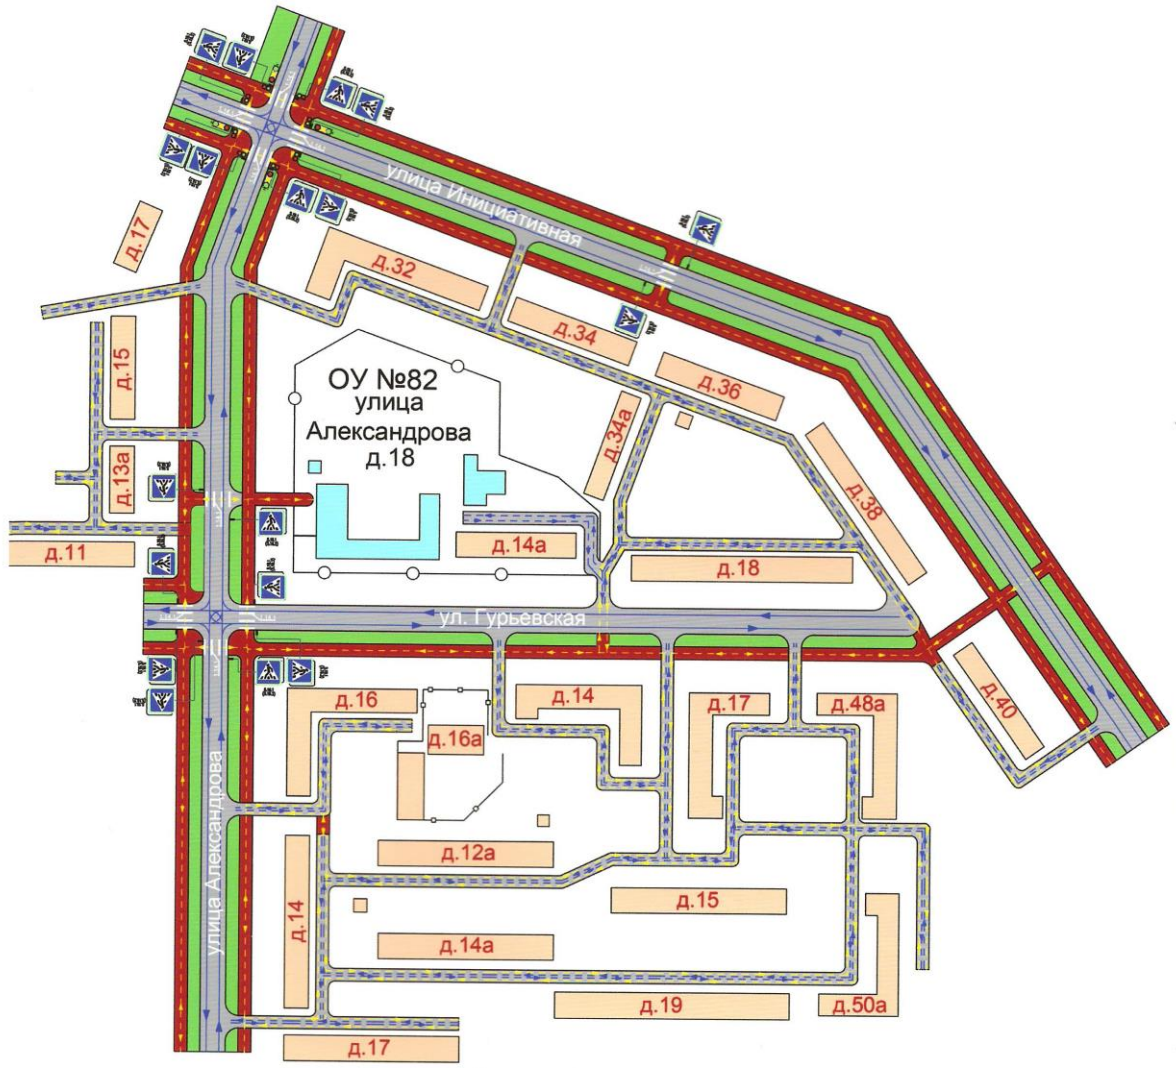 улица Инициативная
д.17
д.32
д.34
д.15
ОУ №82
улица
Александрова
д.18
д.36
д.34а
д.13а
д.38
д.11
д.14а
д.18
ул. Гурьевская
д.16
д.14
д.17
д.48а
д.40
д.16а
улица Александрова
д.12а
д.14
д.15
д.14а
д.19
д.50а
д.17